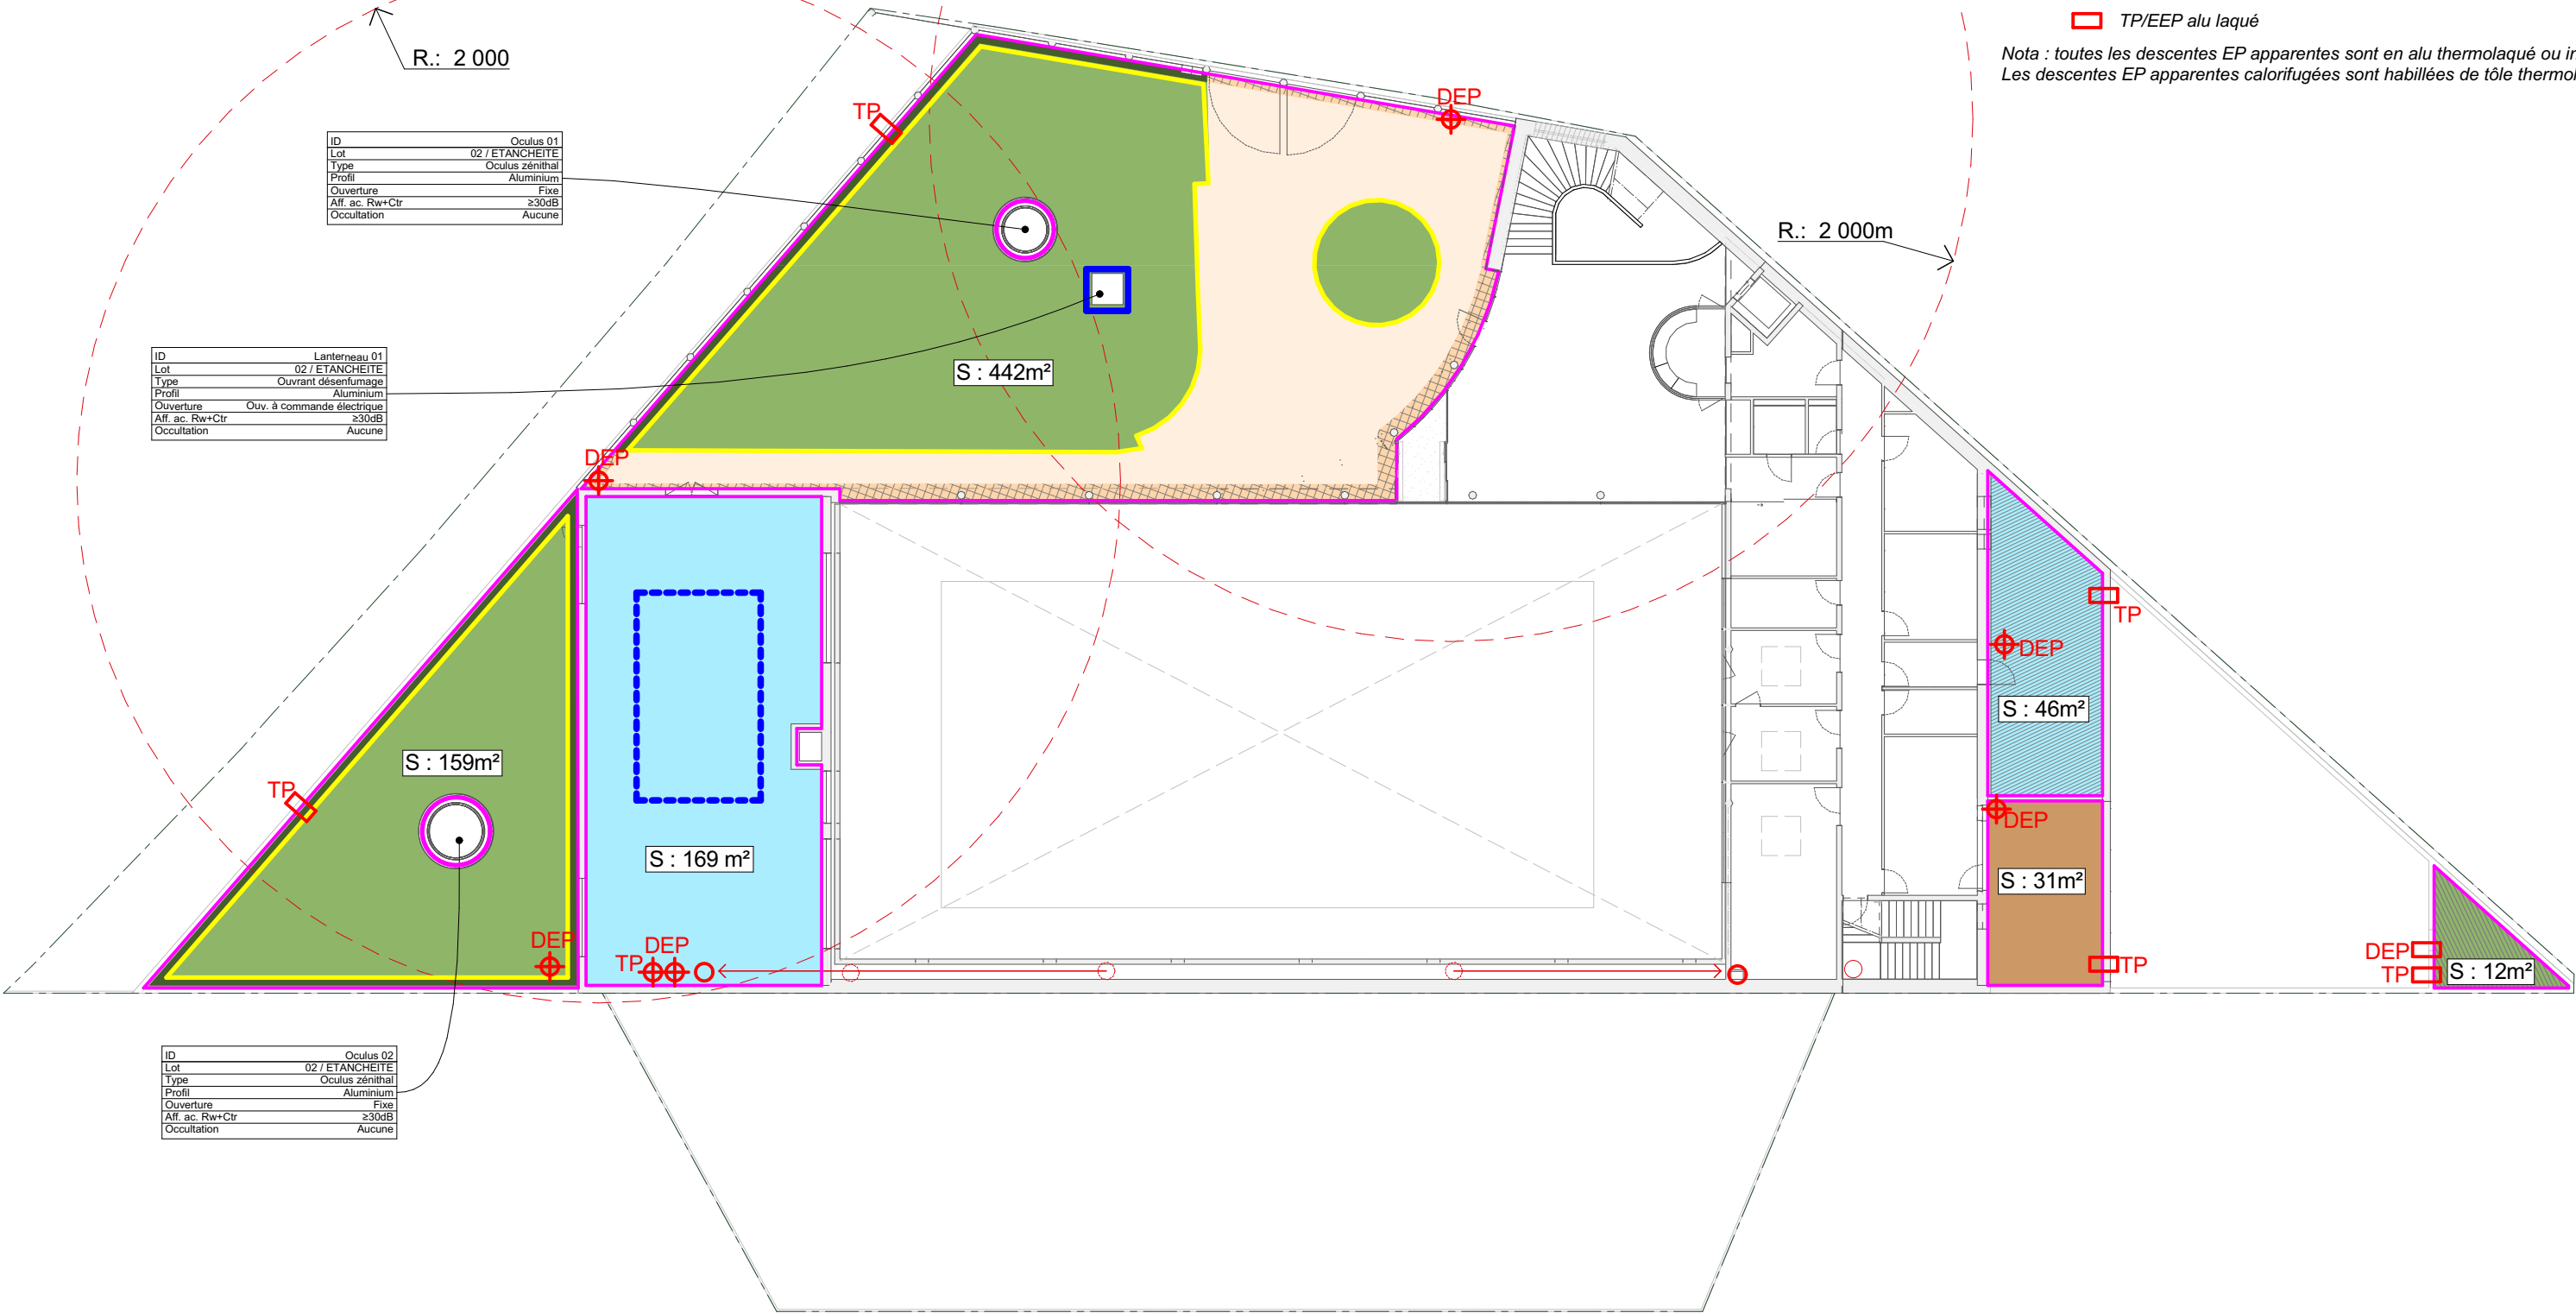 TP/EEP alu laqué
Nota : toutes les descentes EP apparentes sont en alu thermolaqué ou
Les descentes EP apparentes calorifugées sont habillées de tôle
R.: 2 000
TP
DEP
ID Oculus 01
Lot 02 / ETANCHEITE
Type Oculus zénithal
Profil Aluminium
Ouverture Fixe
Aff. ac. Rw+Ctr ≥30dB
Occultation Aucune
R.: 2 000m
ID Lanterneau 01
Lot 02 / ETANCHEITE
Type Ouvrant désenfumage
Profil Aluminium
Ouverture Ouv. à commande électrique
Aff. ac. Rw+Ctr ≥30dB
Occultation Aucune
S : 442m²
DEP
TP
DEP
S : 46m²
S : 159m²
TP
DEP
S : 169 m²
S : 31m²
DEP
TP
DEP
TP
DEP
TP
S : 12m²
ID Oculus 02
Lot 02 / ETANCHEITE
Type Oculus zénithal
Profil Aluminium
Ouverture Fixe
Aff. ac. Rw+Ctr ≥30dB
Occultation Aucune